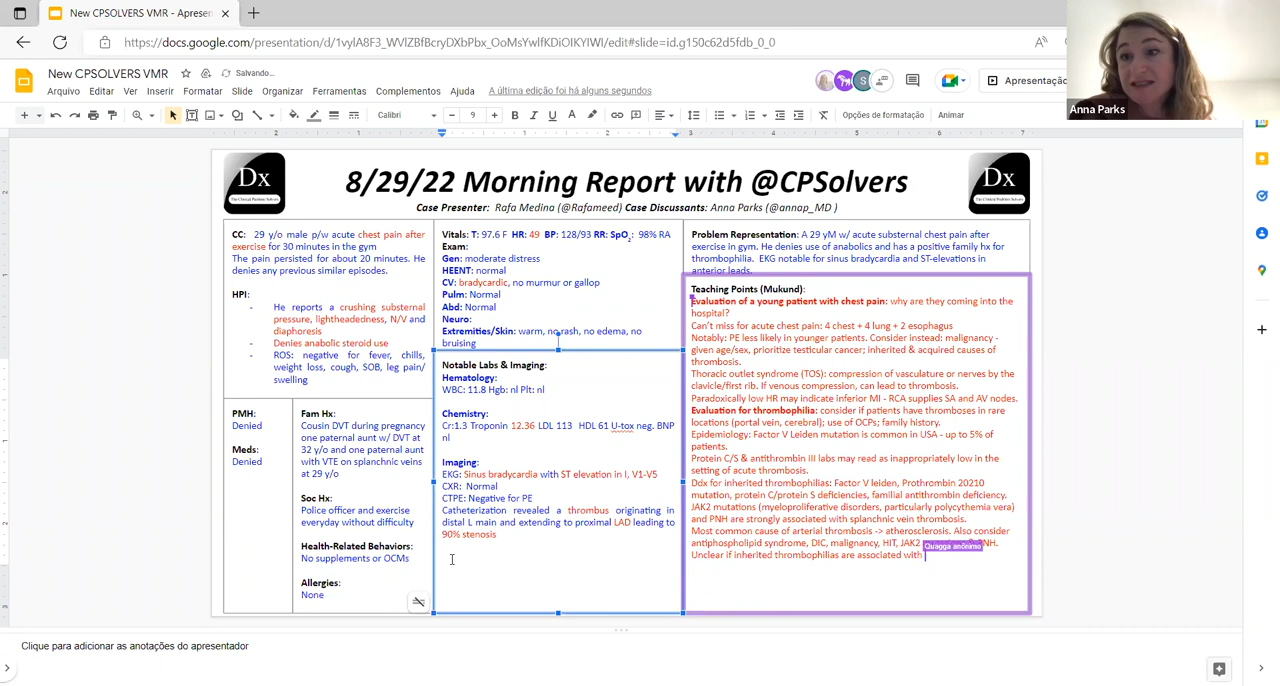 New CPSOLVERS VMR - Apresen
https://docs.google.com/presentation/d/1vylA8F3_WVlZBfBcryDXbPbx_OoMsYwlfKDiOIKYIWI/edit#slide=id.g150c62d5fdb_0_0
New CPSOLVERS VMR
Salvando...
Arquivo Editar Ver Inserir Formatar Slide Organizar Ferramentas Complementos Ajuda
A última edição foi há alguns segundos
Apresentação
Calibri
9
Opções de formatação
Animar
Anna Parks
Dx
8/29/22 Morning Report with @CPSolvers
Case Presenter: Rafa Medina (@Rafameed) Case Discussants: Anna Parks (@annap_MD )
Dx
CC: 29 y/o male p/w acute chest pain after
exercise for 30 minutes in the gym
The pain persisted for about 20 minutes. He
denies any previous similar episodes.
HPI:
- He reports a crushing substernal
pressure, lightheadedness, N/V and
diaphoresis
- Denies anabolic steroid use
- ROS: negative for fever, chills,
weight loss, cough, SOB, leg pain/
swelling
PMH:
Denied
Meds:
Denied
Fam Hx:
Cousin DVT during pregnancy
one paternal aunt w/ DVT at
32 y/o and one paternal aunt
with VTE on splanchnic veins
at 29 y/o
Soc Hx:
Police officer and exercise
everyday without difficulty
Health-Related Behaviors:
No supplements or OCMs
Allergies:
None
Vitals: T: 97.6 F HR: 49 BP: 128/93 RR: SpO2: 98% RA
Exam:
Gen: moderate distress
HEENT: normal
CV: bradycardic, no murmur or gallop
Pulm: Normal
Abd: Normal
Neuro:
Extremities/Skin: warm, no rash, no edema, no
bruising
Notable Labs & Imaging:
Hematology:
WBC: 11.8 Hgb: nl Plt: nl
Chemistry:
Cr:1.3 Troponin 12.36 LDL 113 HDL 61 U-tox neg. BNP
nl
Imaging:
EKG: Sinus bradycardia with ST elevation in I, V1-V5
CXR: Normal
CTPE: Negative for PE
Catheterization revealed a thrombus originating in
distal L main and extending to proximal LAD leading to
90% stenosis
Problem Representation: A 29 yM w/ acute substernal chest pain after
exercise in gym. He denies use of anabolics and has a positive family hx for
thrombophilia. EKG notable for sinus bradycardia and ST-elevations in
anterior leads.
Teaching Points (Mukund):
Evaluation of a young patient with chest pain: why are they coming into the
hospital?
Can't miss for acute chest pain: 4 chest + 4 lung + 2 esophagus
Notably: PE less likely in younger patients. Consider instead: malignancy -
given age/sex, prioritize testicular cancer; inherited & acquired causes of
thrombosis.
Thoracic outlet syndrome (TOS): compression of vasculature or nerves by the
clavicle/first rib. If venous compression, can lead to thrombosis.
Paradoxically low HR may indicate inferior MI - RCA supplies SA and AV nodes.
Evaluation for thrombophilia: consider if patients have thromboses in rare
locations (portal vein, cerebral); use of OCPs; family history.
Epidemiology: Factor V Leiden mutation is common in USA - up to 5% of
patients.
Protein C/S & antithrombin III labs may read as inappropriately low in the
setting of acute thrombosis.
Ddx for inherited thrombophilias: Factor V leiden, Prothrombin 20210
mutation, protein C/protein S deficiencies, familial antithrombin deficiency.
JAK2 mutations (myeloproliferative disorders, particularly polycythemia vera)
and PNH are strongly associated with splanchnic vein thrombosis.
Most common cause of arterial thrombosis -> atherosclerosis. Also consider
antiphospholipid syndrome, DIC, malignancy, HIT, JAK2
Quagga anônimo
Unclear if inherited thrombophilias are associated with
Clique para adicionar as anotações do apresentador